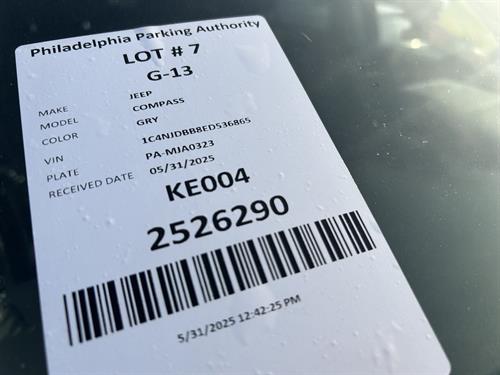 Philadelphia Parking Authority
LOT # 7
G-13
MAKE JEEP
MODEL COMPASS
COLOR GRY
VIN 1C4NJDBB8ED536865
PLATE PA-MJA0323
RECEIVED DATE 05/31/2025
KE004
2526290
5/31/2025 12:42:25 PM